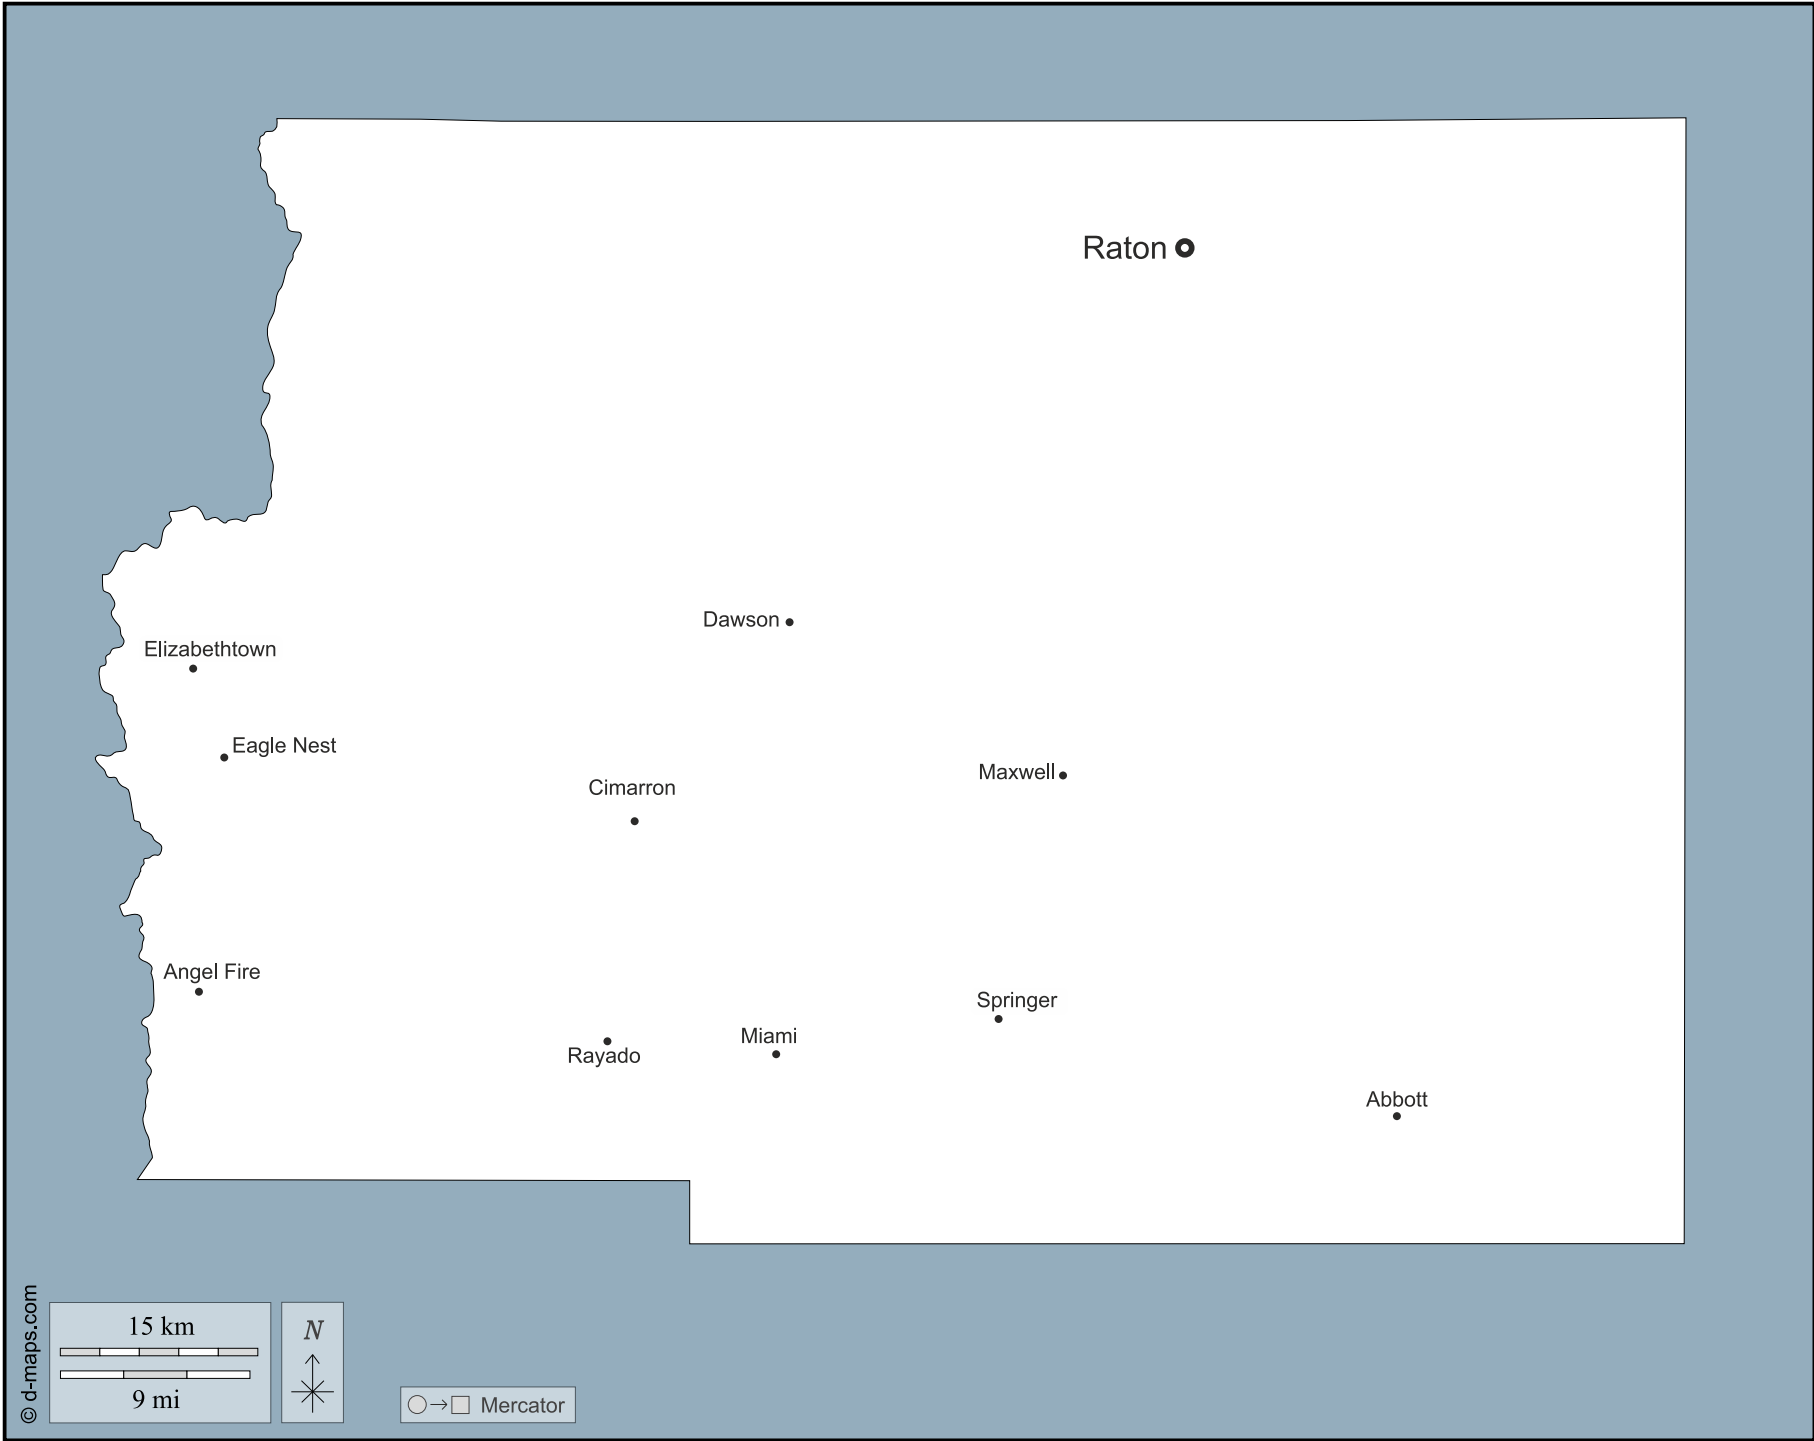 Raton
Dawson
Elizabethtown
Eagle Nest
Maxwell
Cimarron
Angel Fire
Springer
Miami
Rayado
Abbott
© d-maps.com
15 km
9 mi
N
Mercator